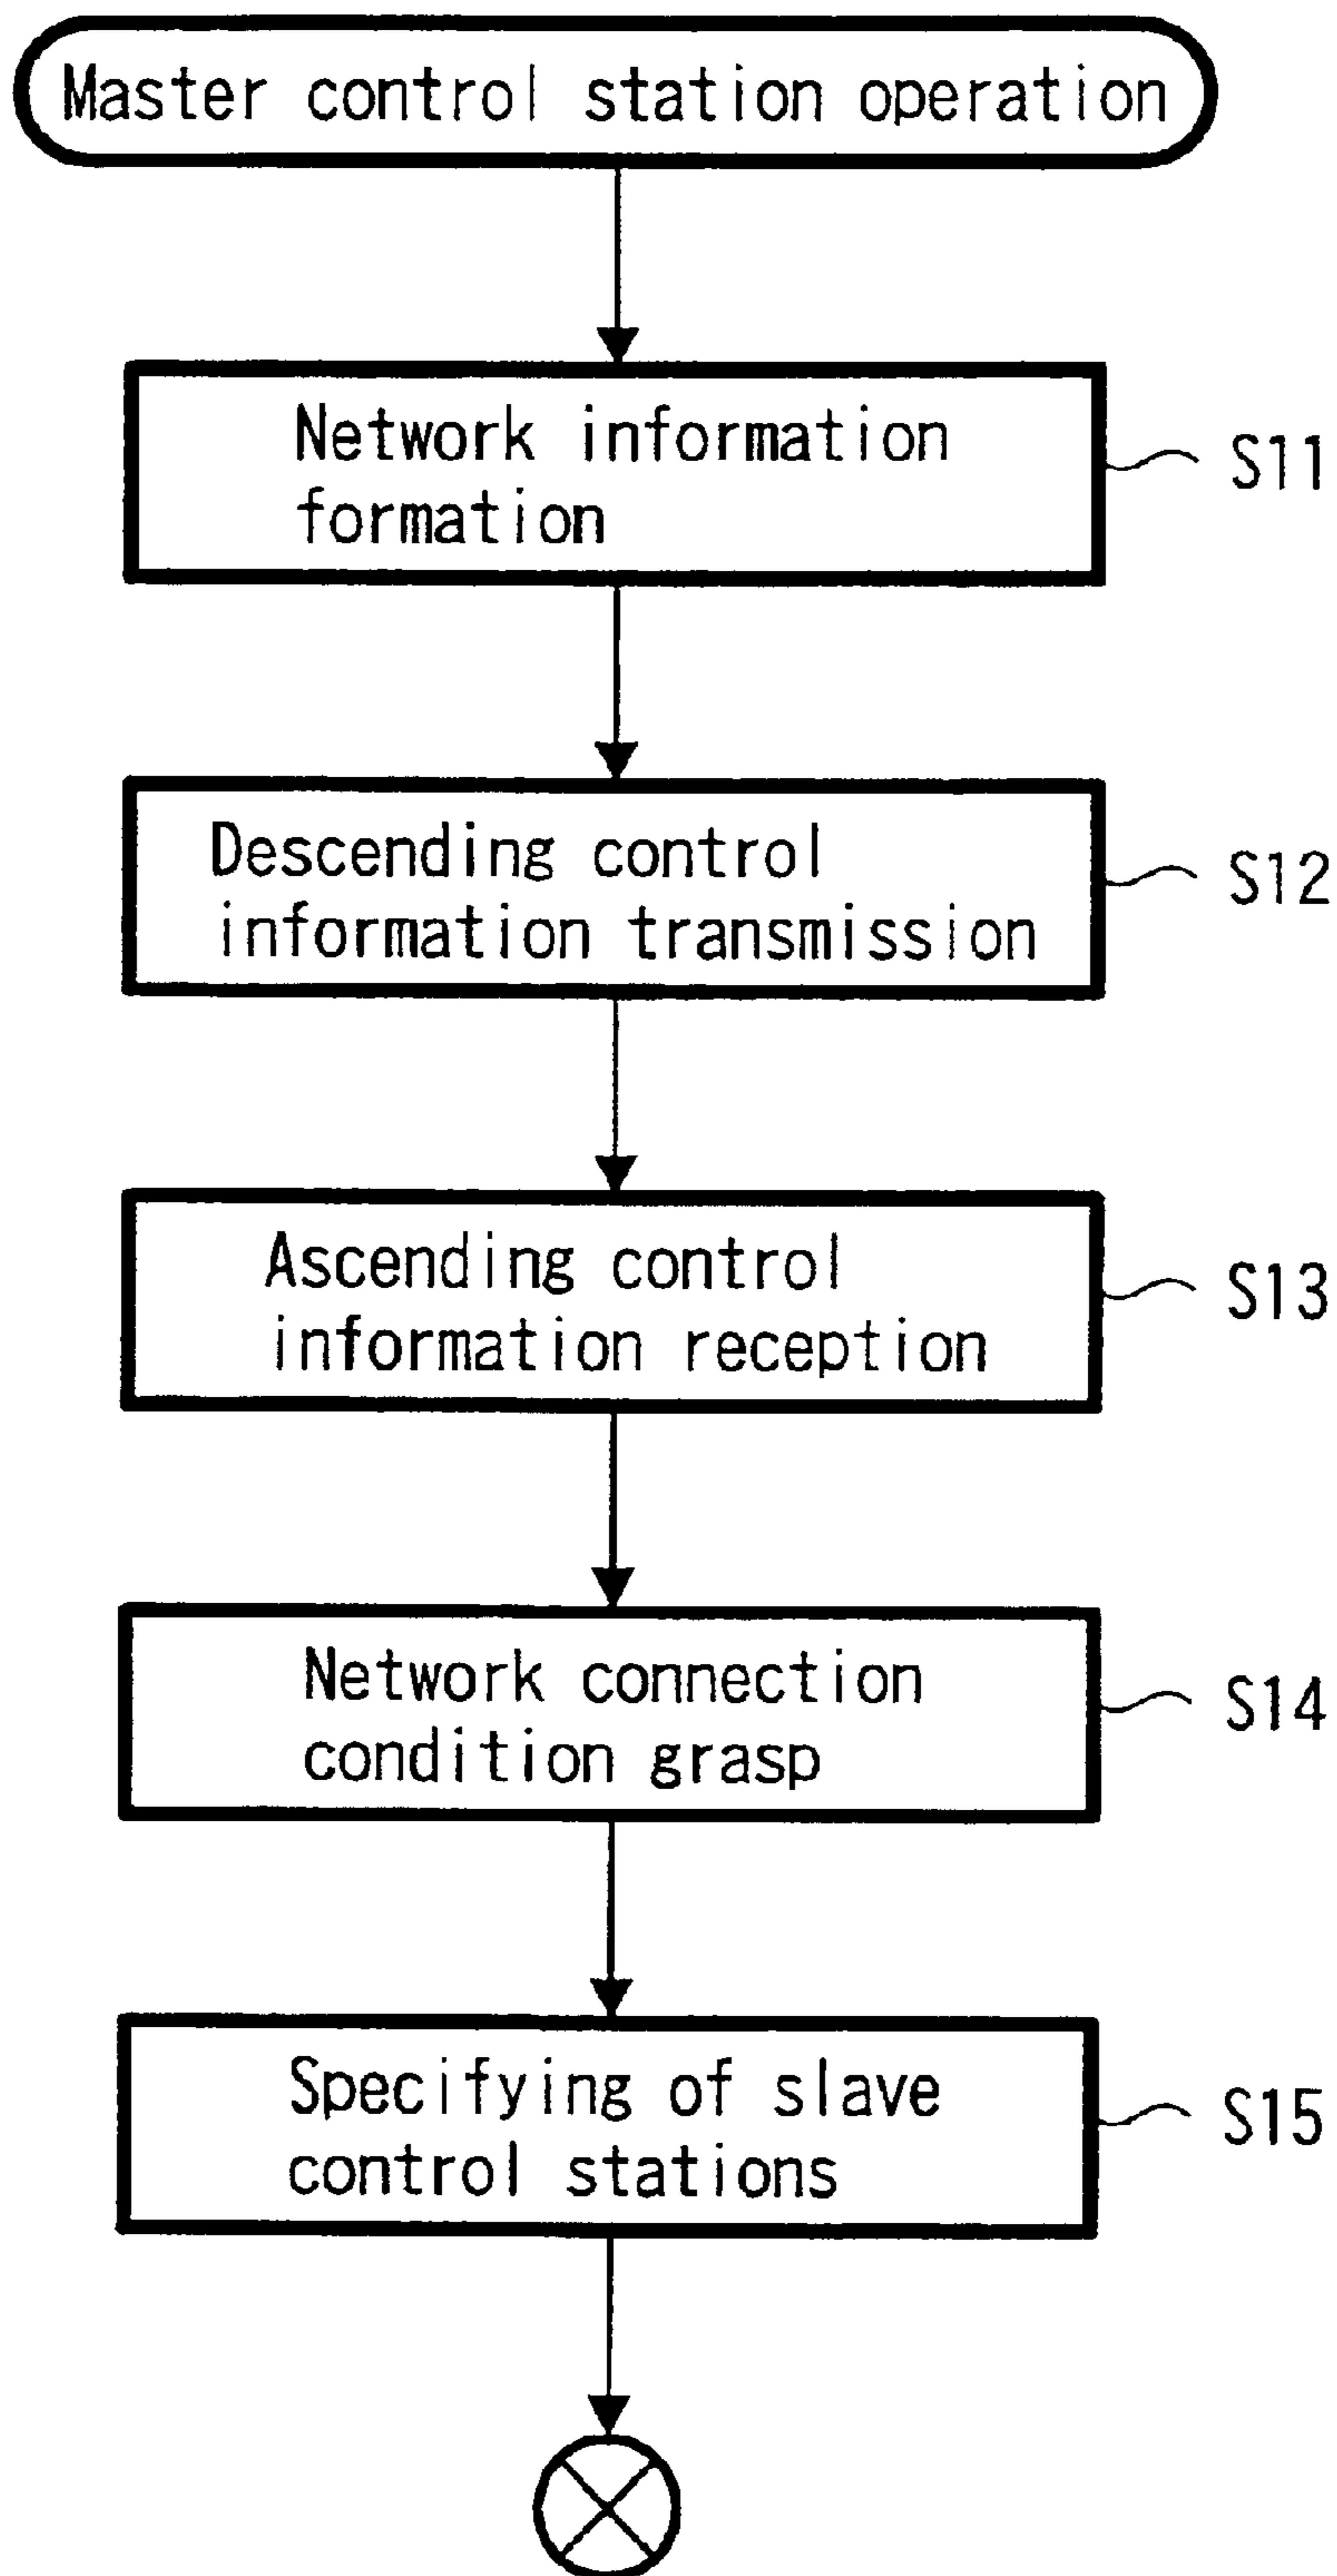 Master control station operation
Network information
formation
S11
Descending control
information transmission
S12
Ascending control
information reception
S13
Network connection
condition grasp
S14
Specifying of slave
control stations
S15